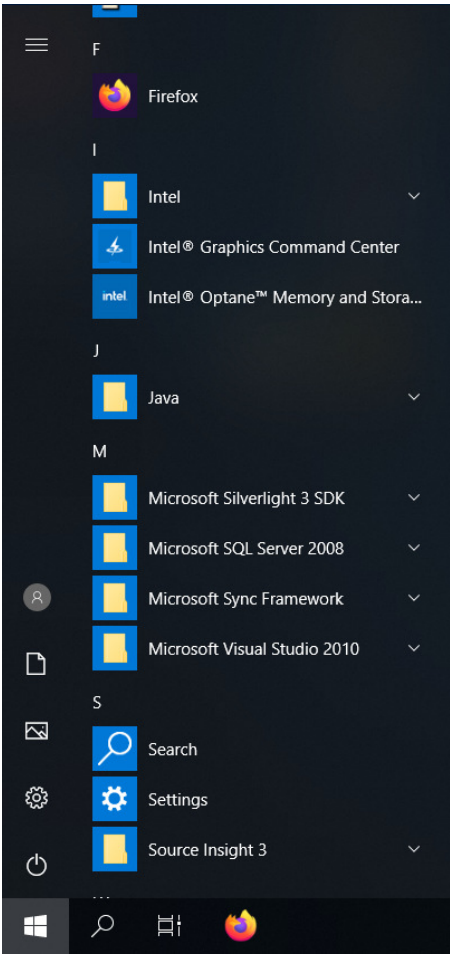 F
Firefox
I
Intel
Intel® Graphics Command Center
intel.
Intel® Optane™ Memory and Stora...
J
Java
M
Microsoft Silverlight 3 SDK
Microsoft SQL Server 2008
Microsoft Sync Framework
Microsoft Visual Studio 2010
S
Search
Settings
Source Insight 3